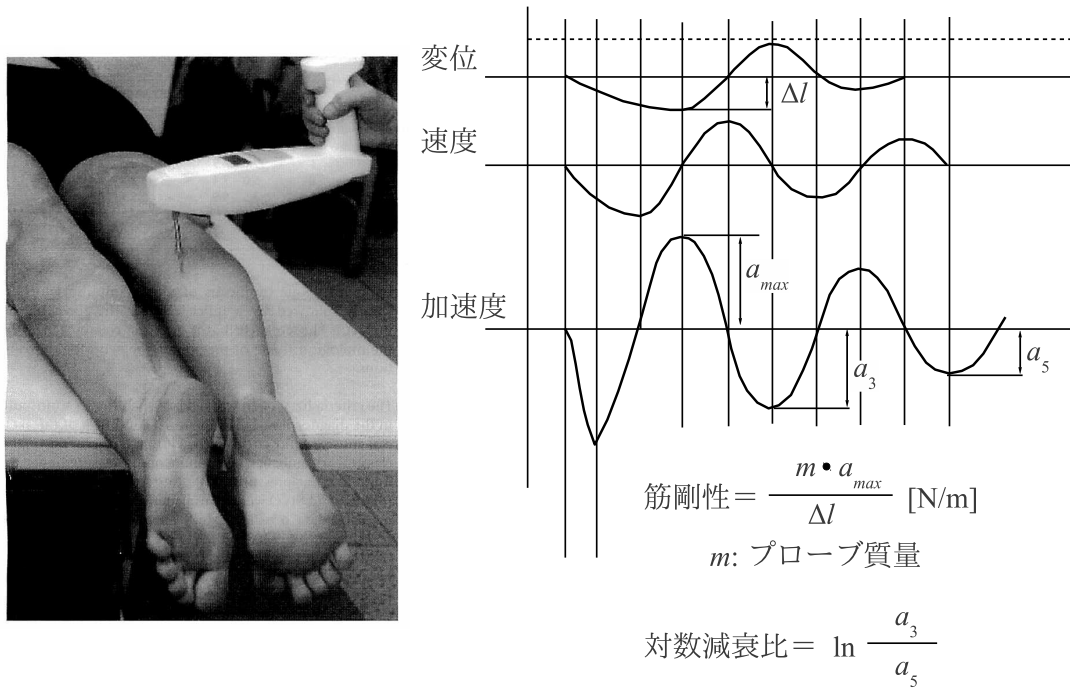 変位
Δl
速度
a_max
加速度
a_3
a_5
筋剛性＝ m • a_max / Δl [N/m]
m: プローブ質量
対数減衰比＝ ln a_3 / a_5